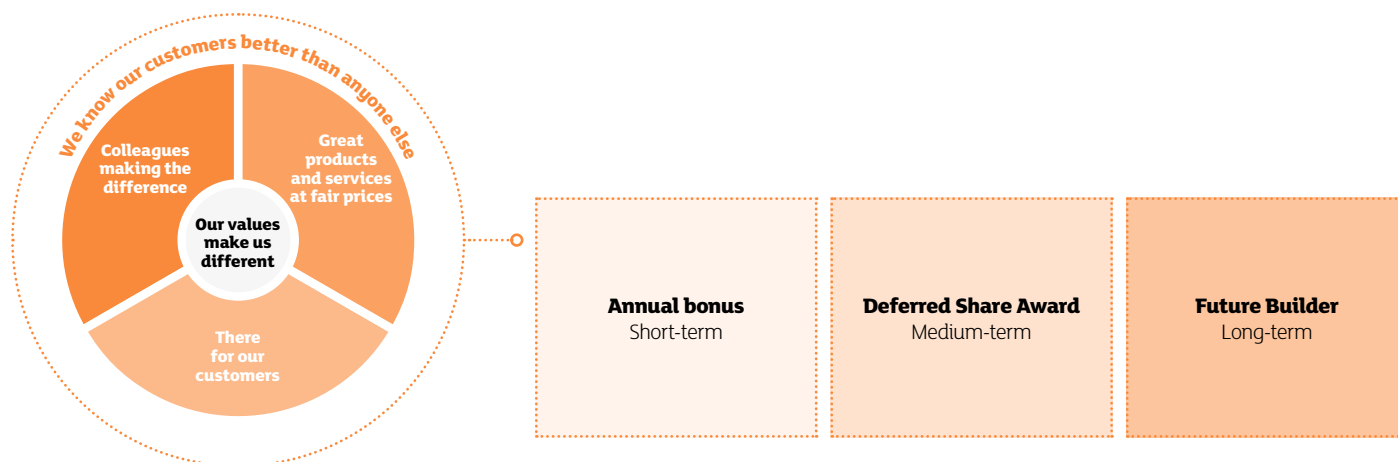 We know our customers better than anyone else
Colleagues
making the
difference
Great
products
and services
at fair prices
Our values
make us
different
There
for our
customers
Annual bonus
Short-term
Deferred Share Award
Medium-term
Future Builder
Long-term